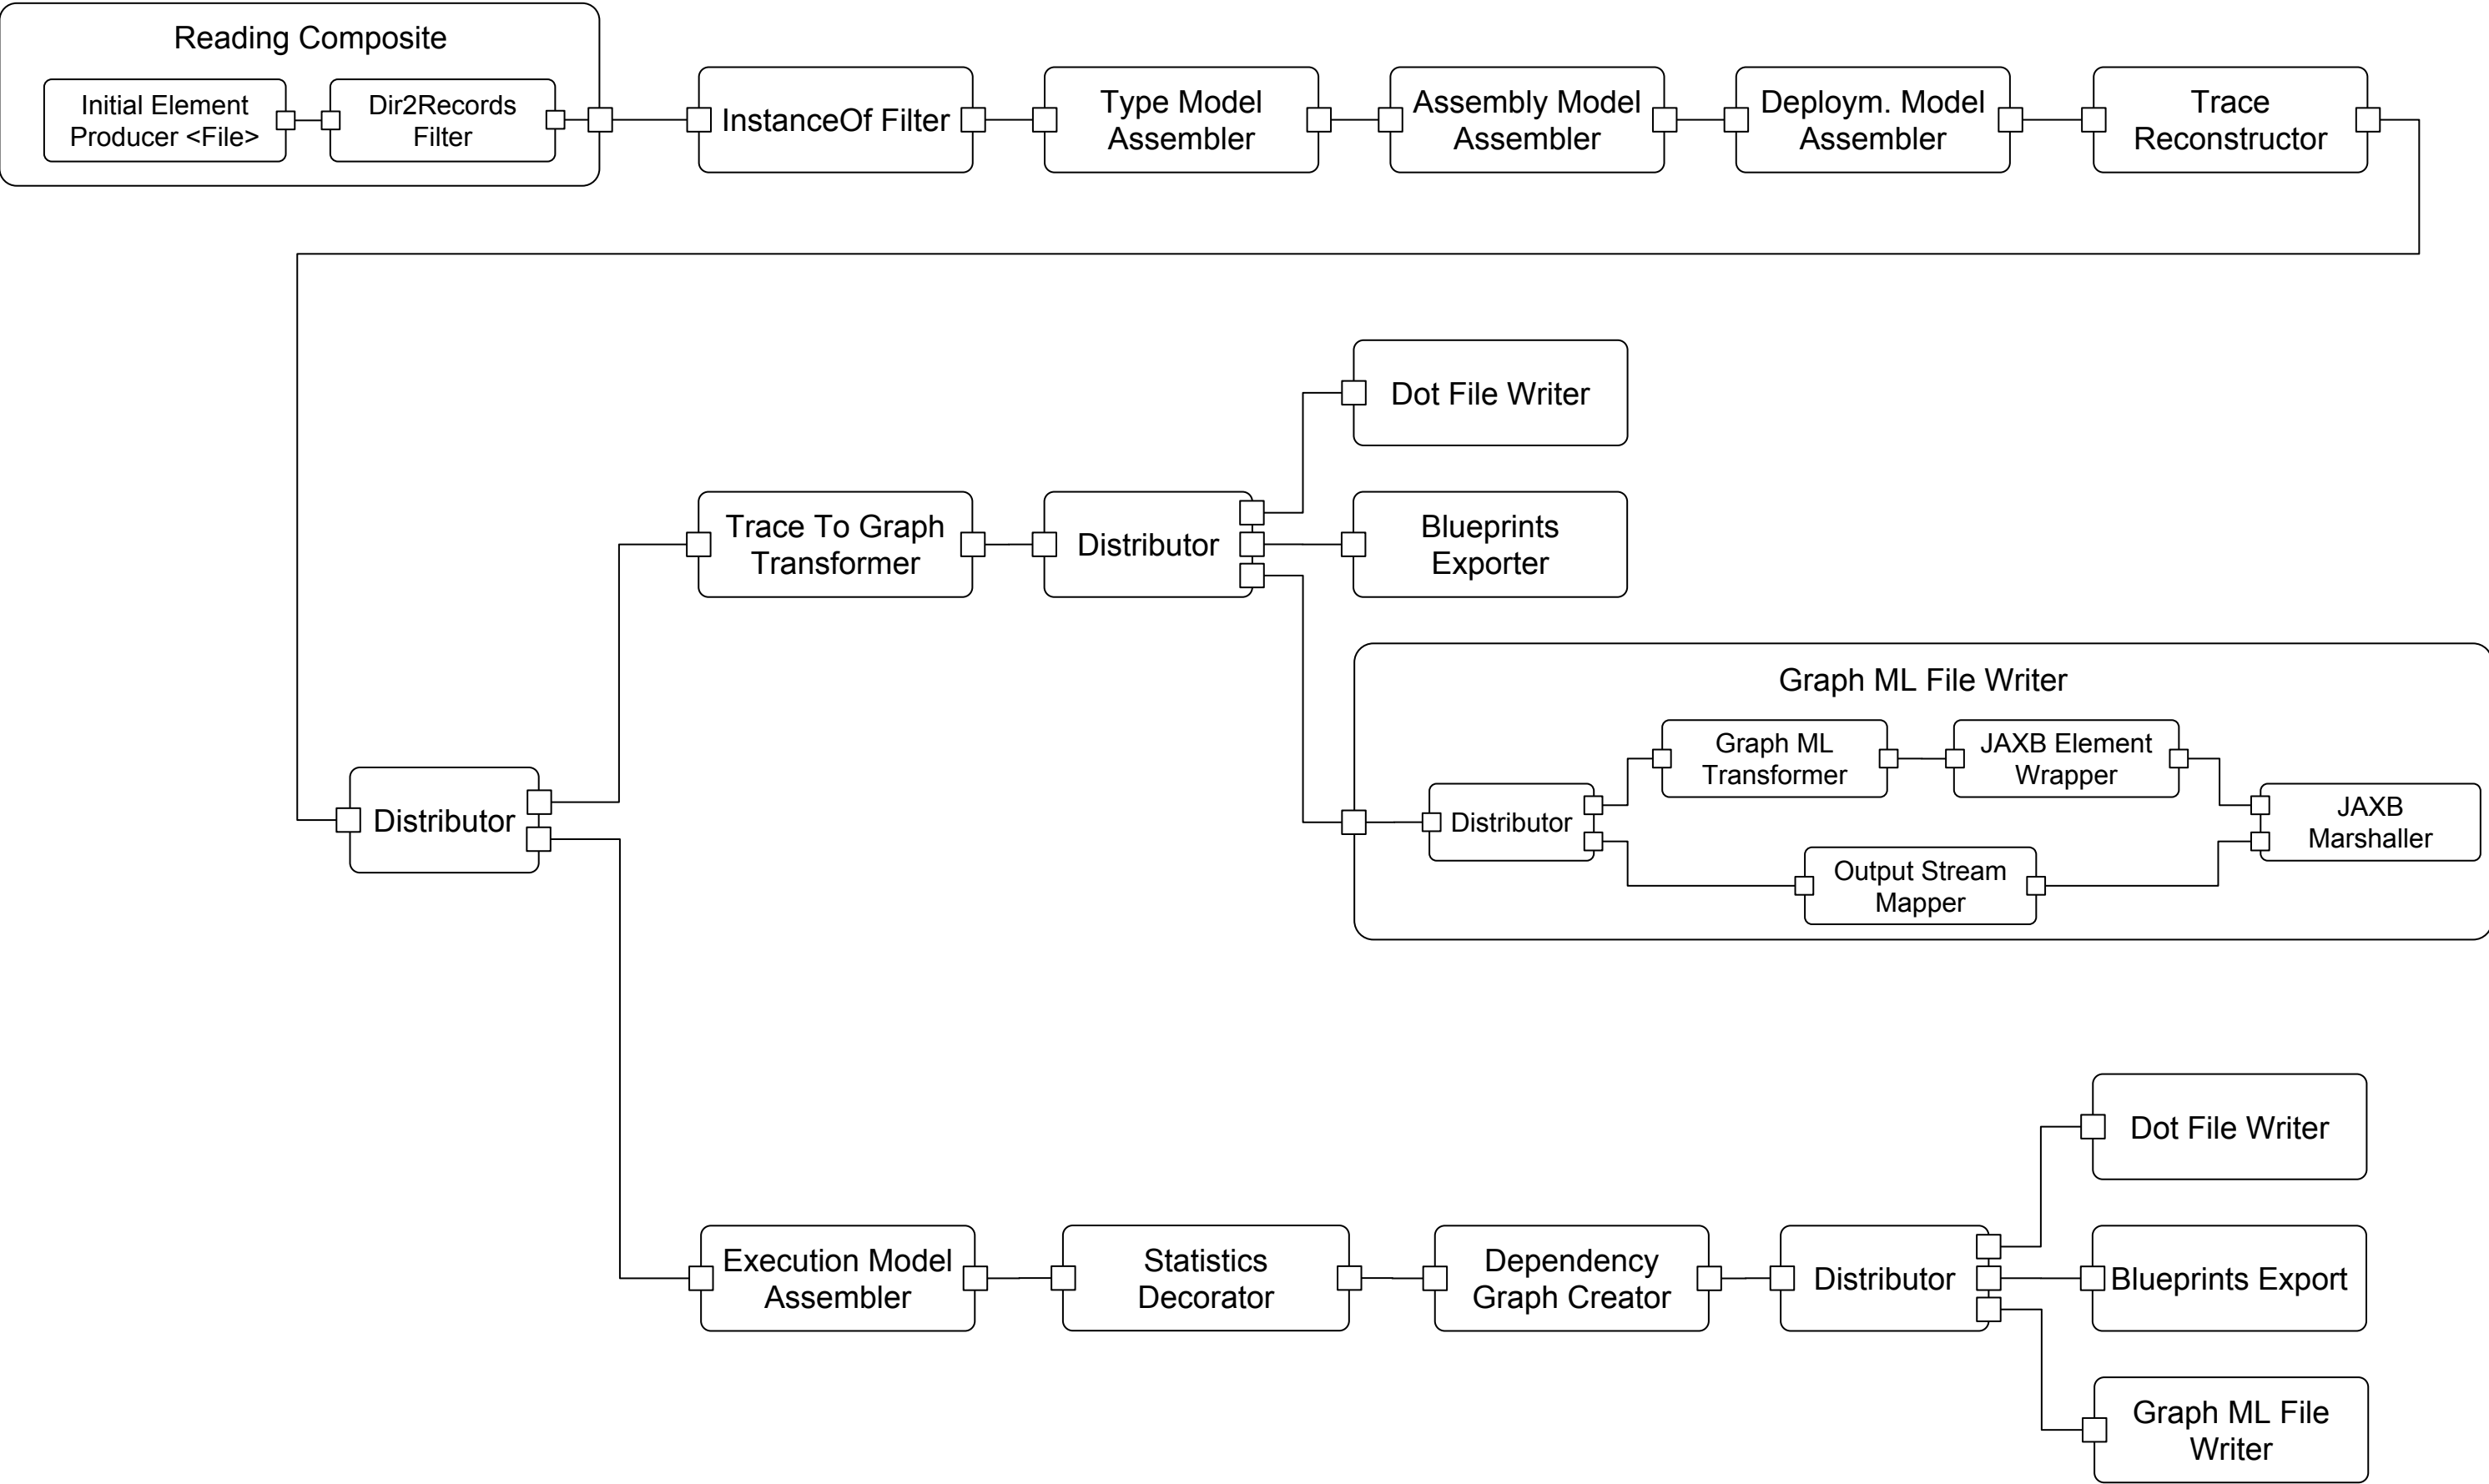 Reading Composite
Initial Element
Producer <File>
Dir2Records
Filter
InstanceOf Filter
Type Model
Assembler
Assembly Model
Assembler
Deploym. Model
Assembler
Trace
Reconstructor
Dot File Writer
Trace To Graph
Transformer
Distributor
Blueprints
Exporter
Graph ML File Writer
Graph ML
Transformer
JAXB Element
Wrapper
Distributor
Distributor
JAXB
Marshaller
Output Stream
Mapper
Dot File Writer
Execution Model
Assembler
Statistics
Decorator
Dependency
Graph Creator
Distributor
Blueprints Export
Graph ML File
Writer